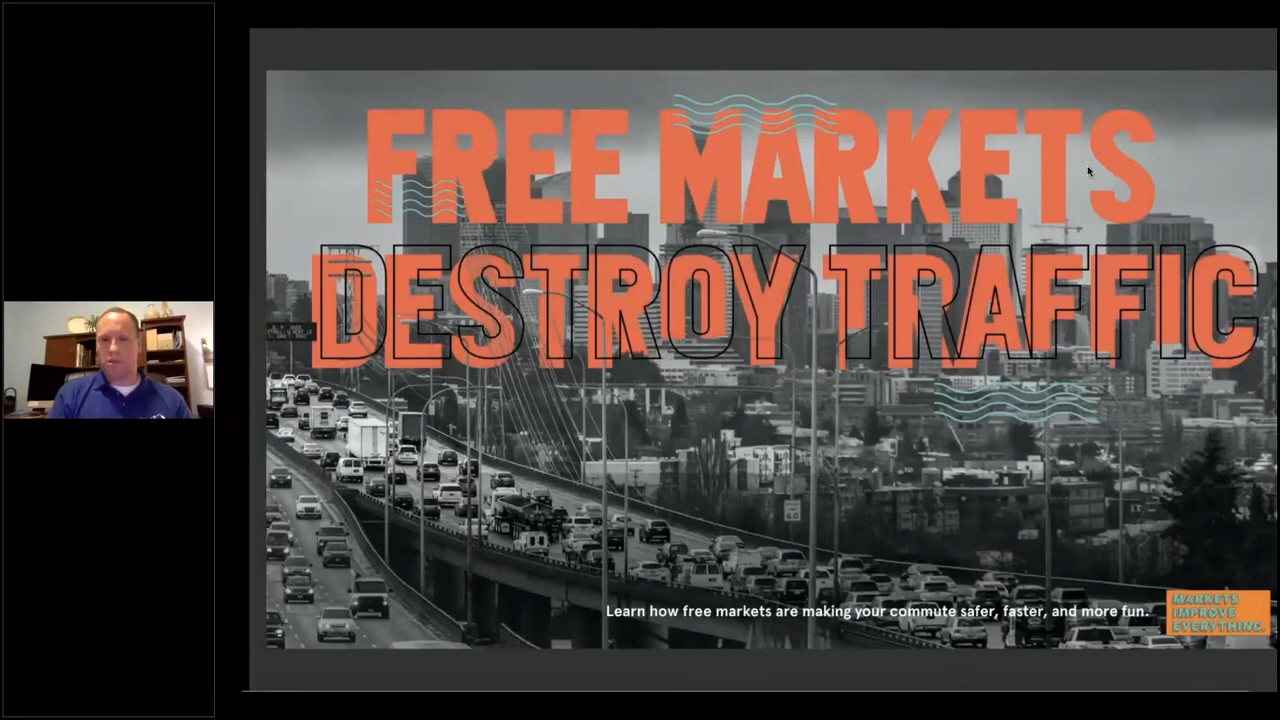 FREE MARKETS
DESTROY TRAFFIC
Learn how free markets are making your commute safer, faster, and more fun.
MARKETS
IMPROVE
EVERYTHING.